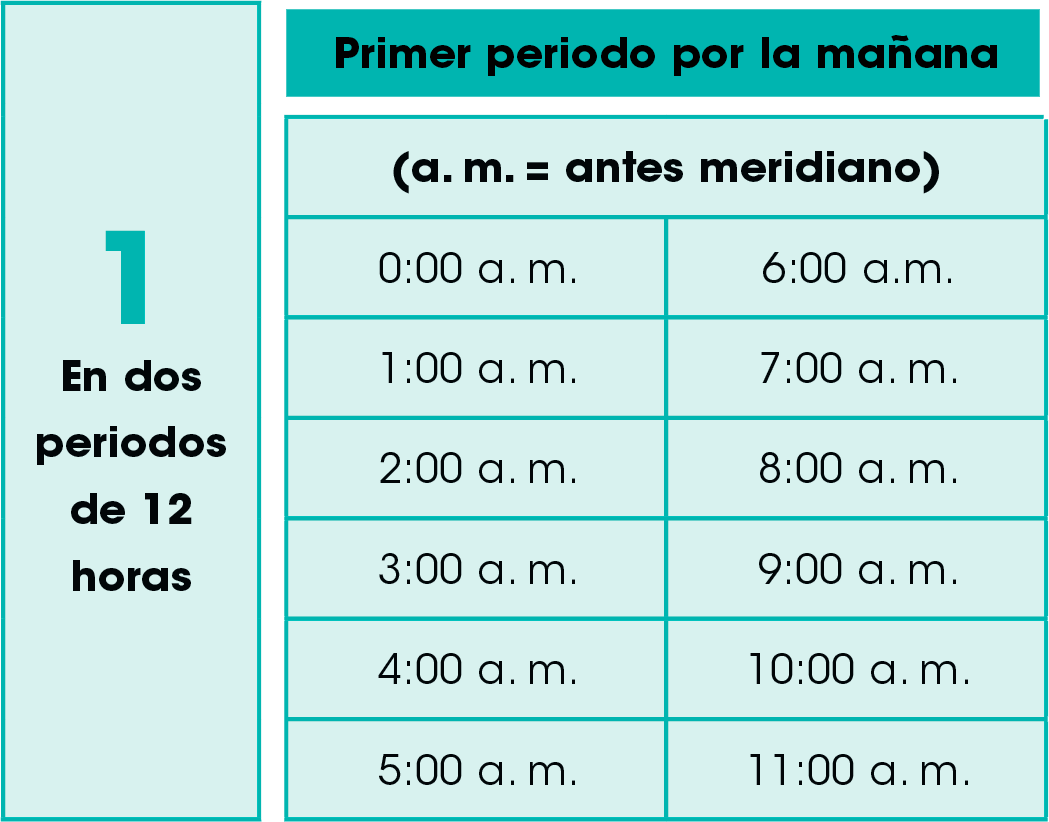 1
En dos
periodos
de 12
horas
Primer periodo por la mañana
(a. m. = antes meridiano)
0:00 a. m. 6:00 a.m.
1:00 a. m. 7:00 a. m.
2:00 a. m. 8:00 a. m.
3:00 a. m. 9:00 a. m.
4:00 a. m. 10:00 a. m.
5:00 a. m. 11:00 a. m.